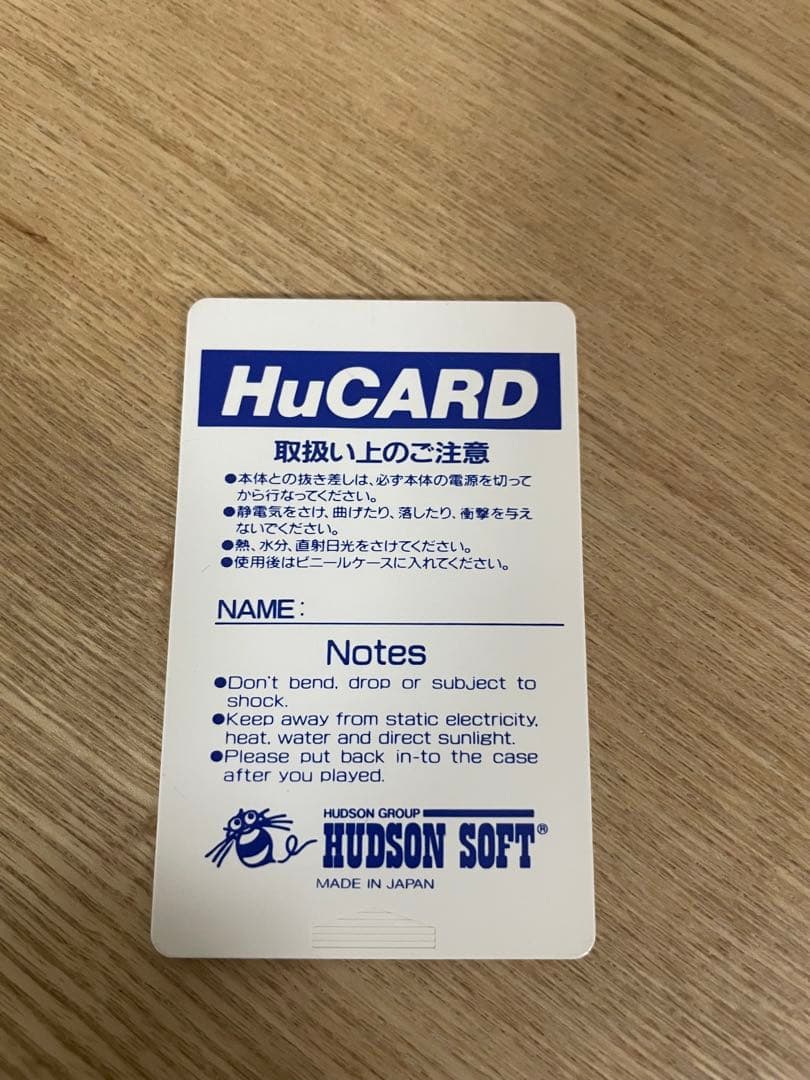 HuCARD
取扱い上のご注意
●本体との抜き差しは、必ず本体の電源を切って
から行なってください。
●静電気をさけ、曲げたり、落したり、衝撃を与え
ないでください。
●熱、水分、直射日光をさけてください。
●使用後はビニールケースに入れてください。
NAME:
Notes
●Don't bend, drop or subject to
shock.
●Keep away from static electricity,
heat, water and direct sunlight.
●Please put back in-to the case
after you played.
HUDSON GROUP
HUDSON SOFT®
MADE IN JAPAN